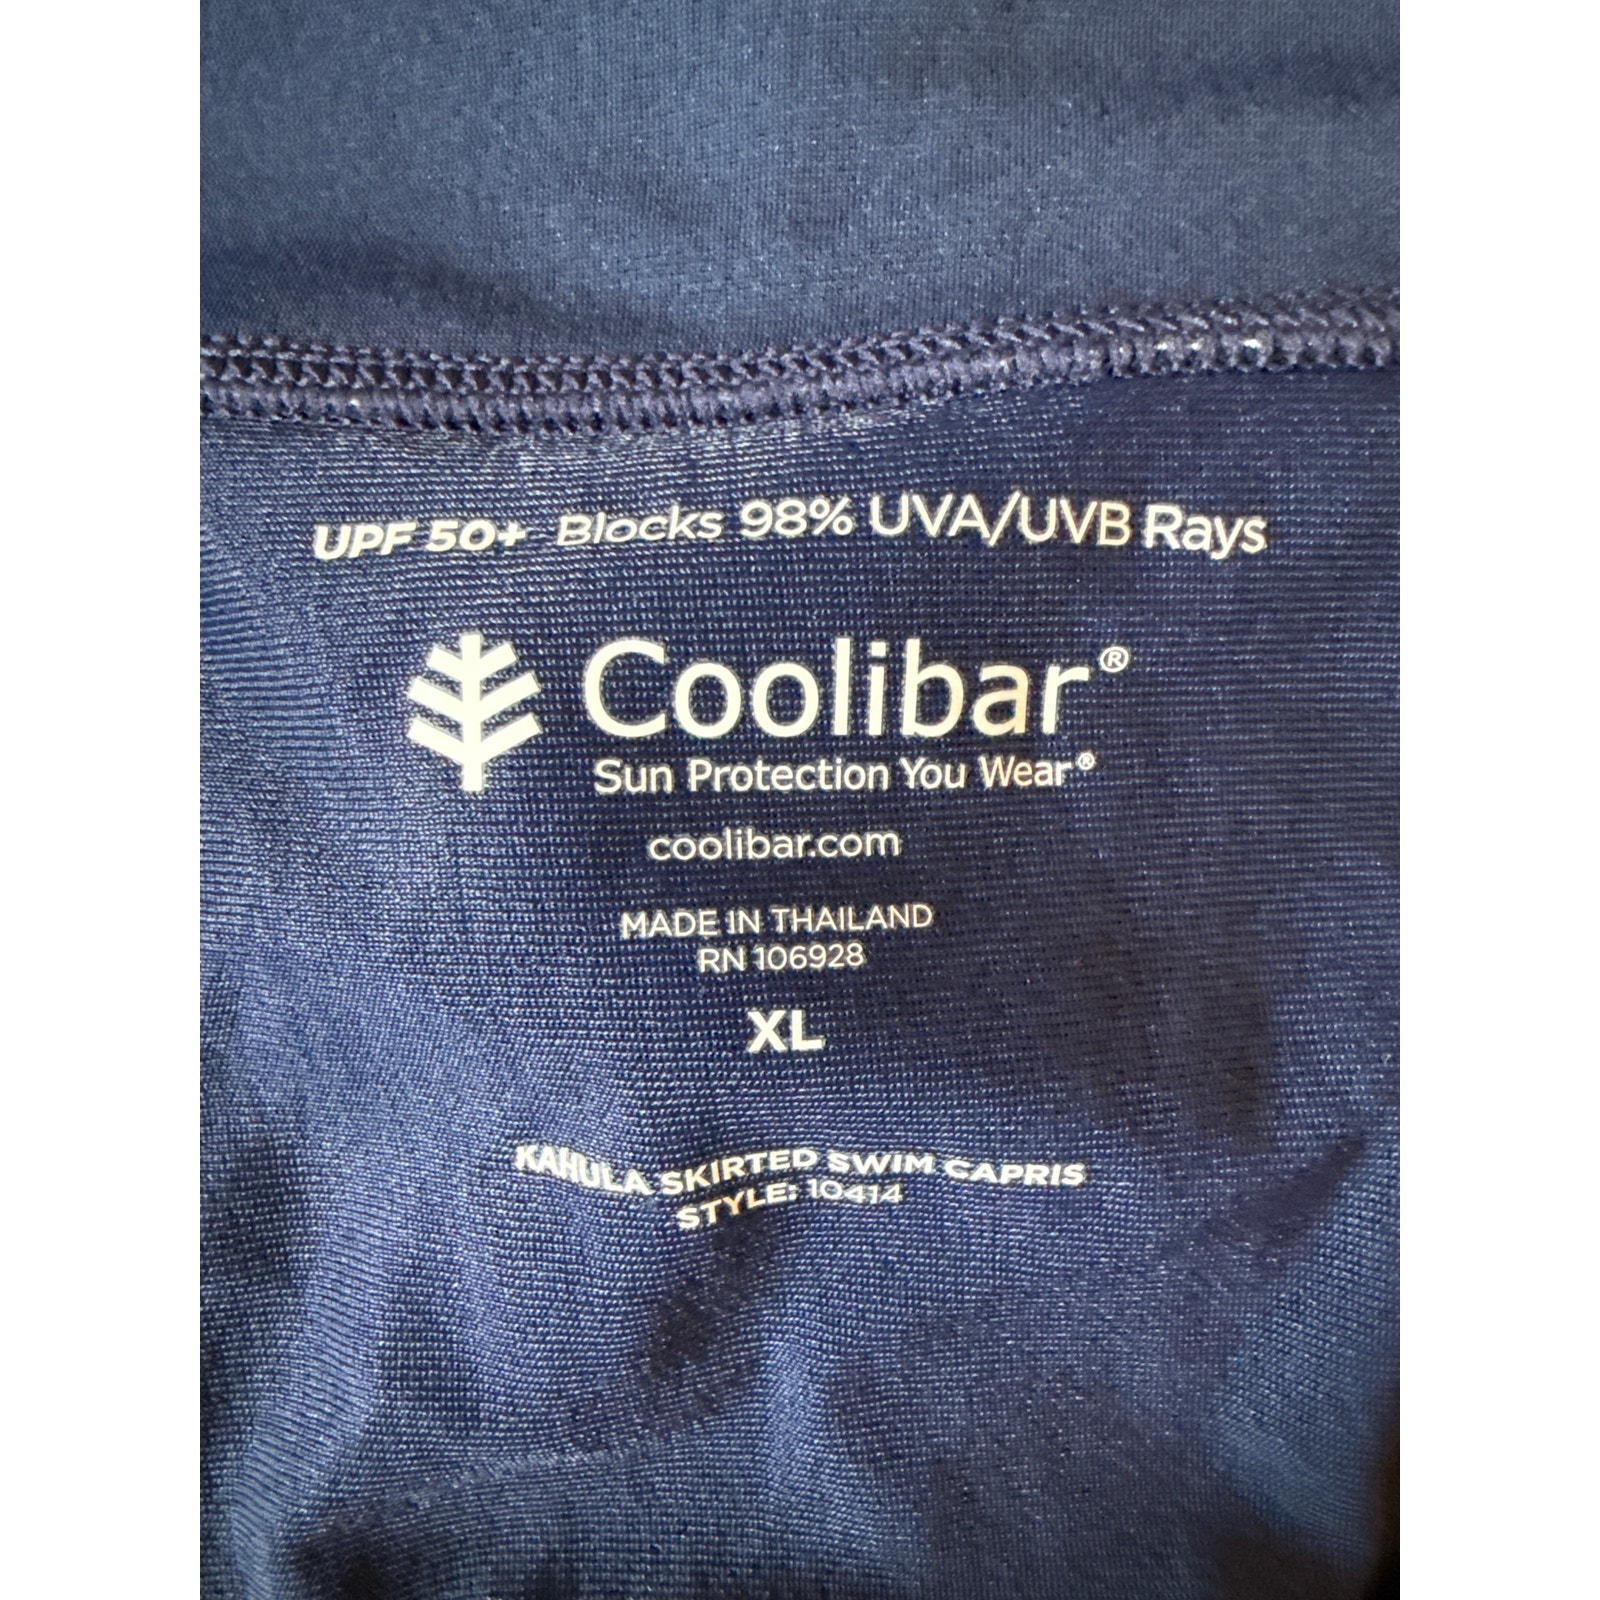 UPF 50+ Blocks 98% UVA/UVB Rays
Coolibar®
Sun Protection You Wear®
coolibar.com
MADE IN THAILAND
RN 106928
XL
KAHULA SKIRTED SWIM CAPRIS
STYLE: 10414